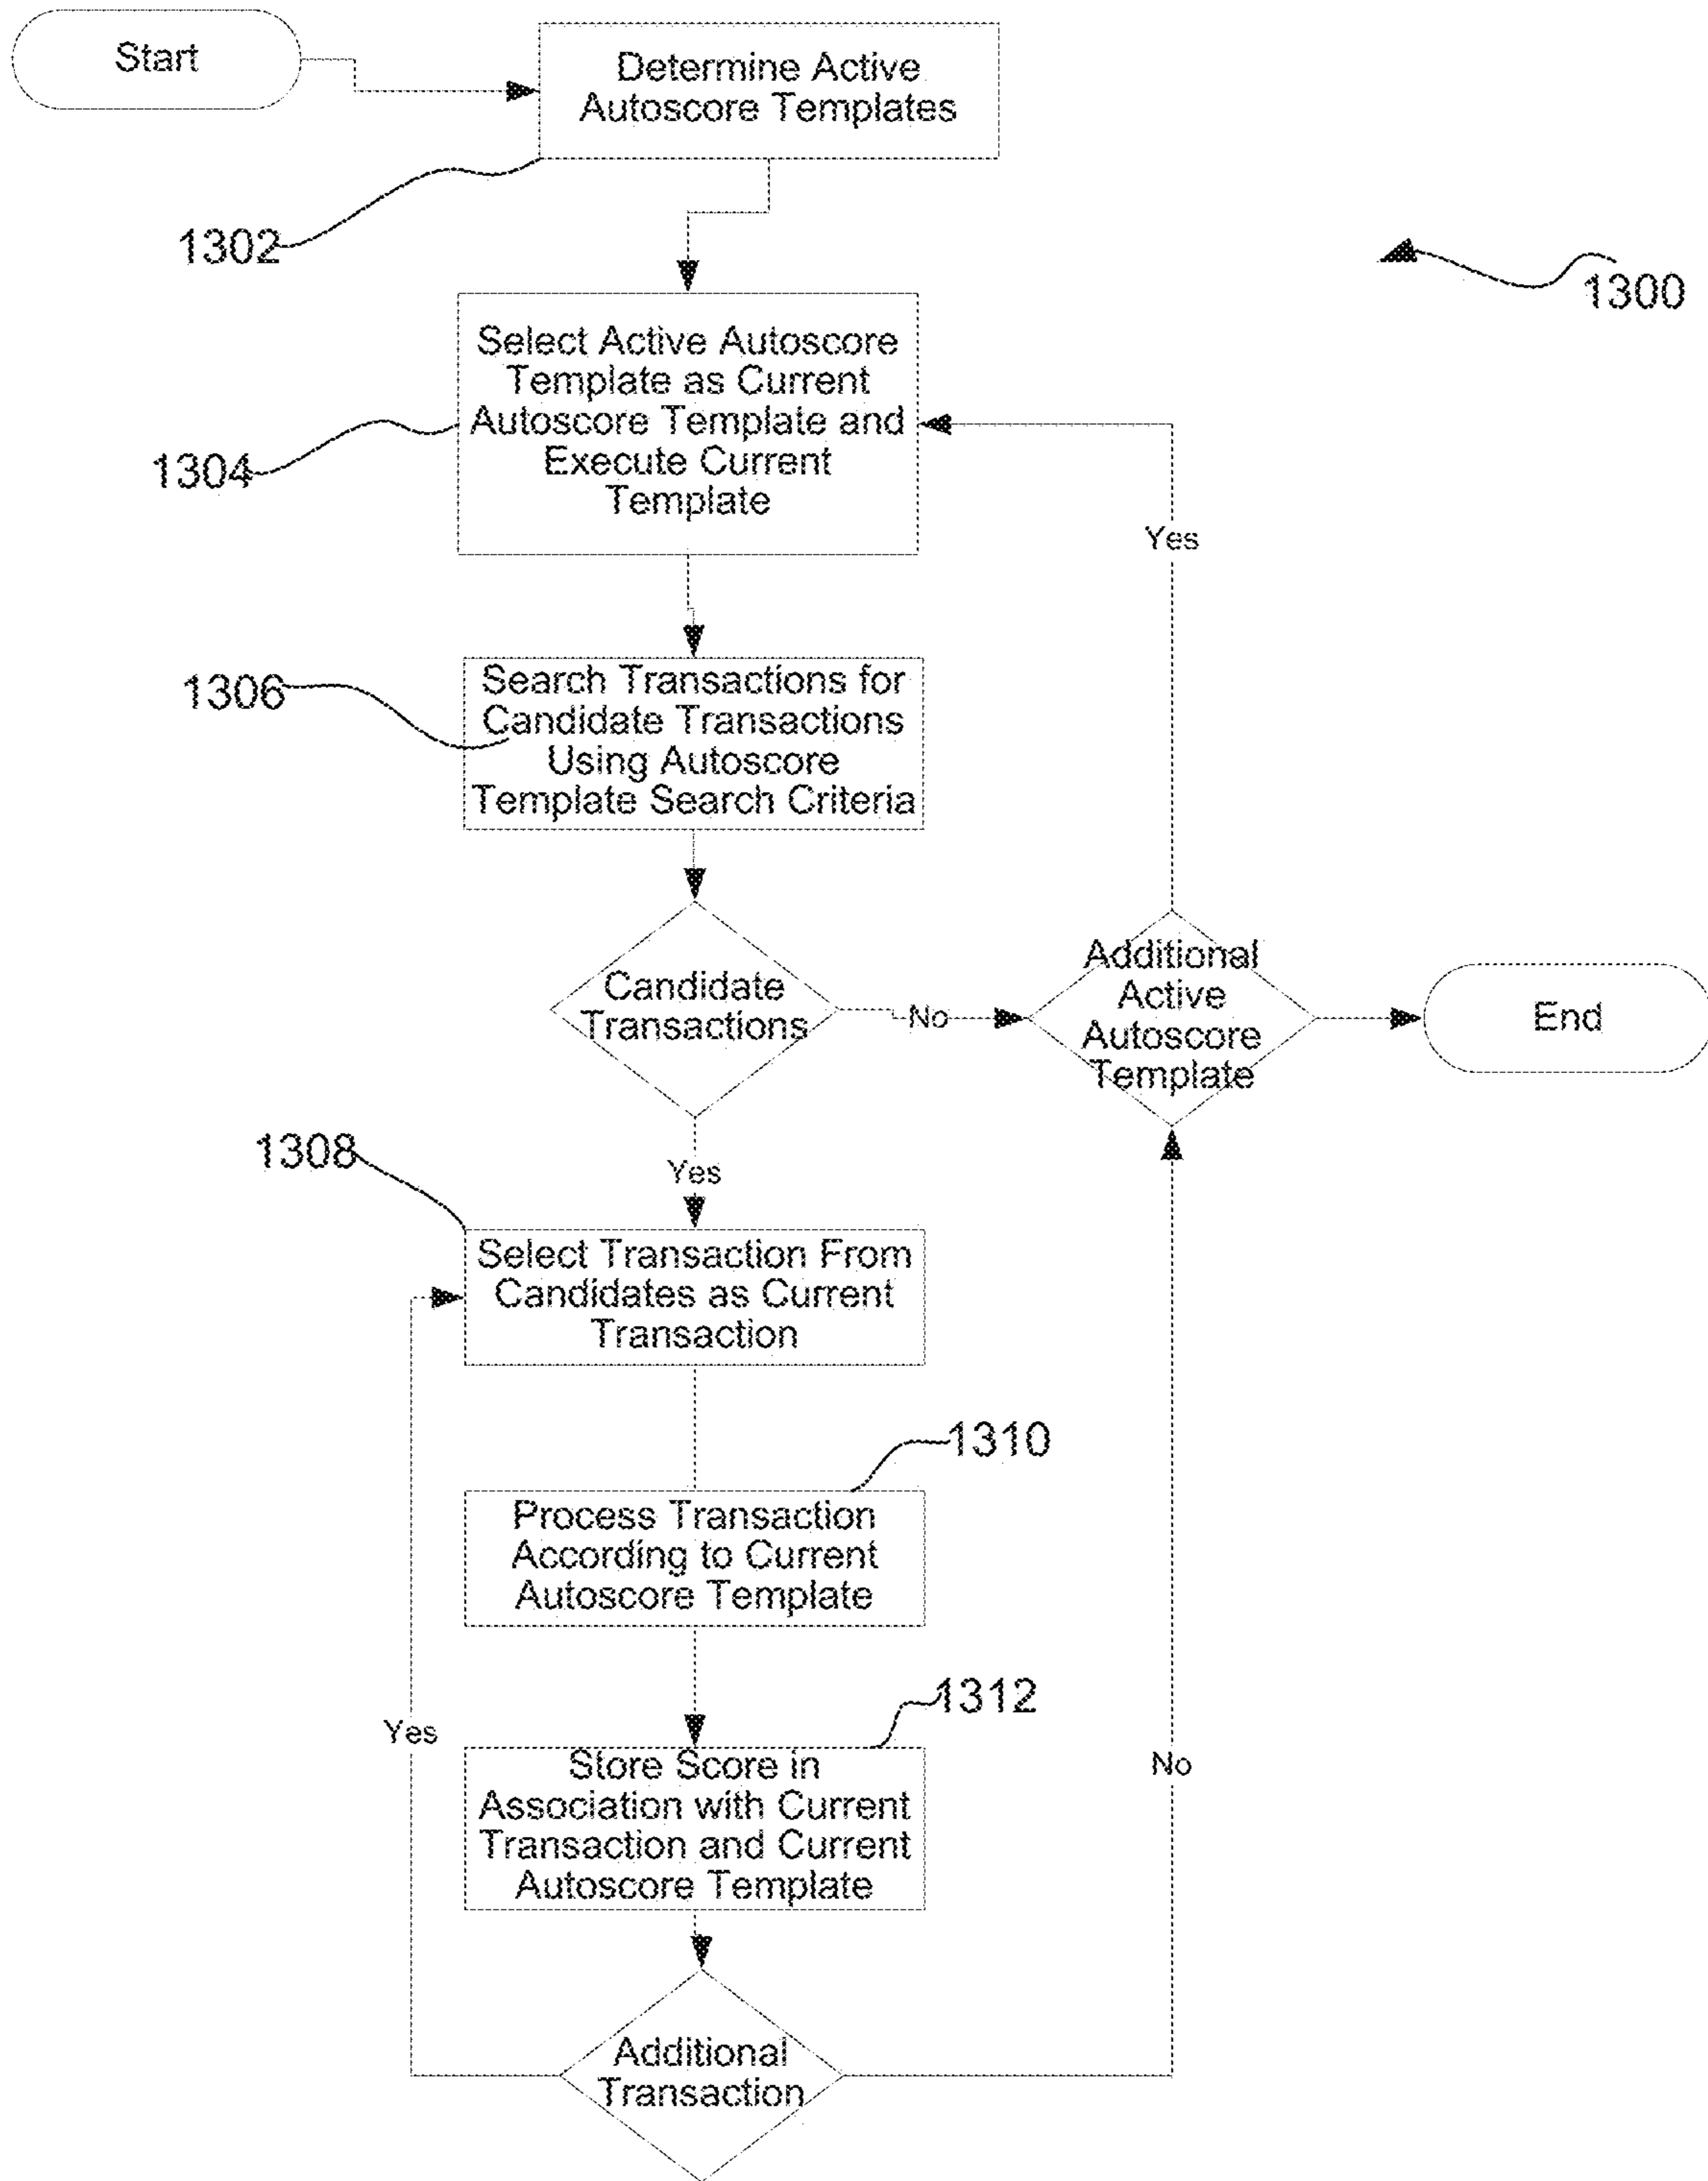 Start
Determine Active
Autoscore Templates
1302
1300
Select Active Autoscore
Template as Current
Autoscore Template and
Execute Current
Template
1304
Yes
Search Transactions for
Candidate Transactions
Using Autoscore
Template Search Criteria
1306
Candidate
Transactions
No
Additional
Active
Autoscore
Template
End
Yes
1308
Select Transaction From
Candidates as Current
Transaction
1310
Process Transaction
According to Current
Autoscore Template
1312
Store Score in
Association with Current
Transaction and Current
Autoscore Template
Yes
No
Additional
Transaction